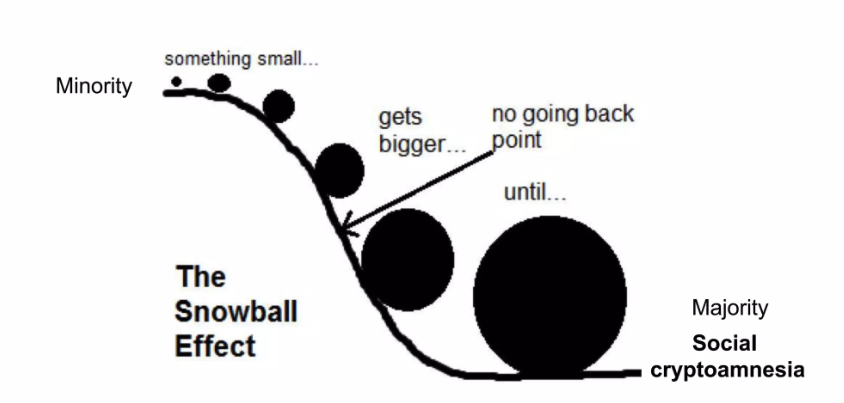 something small...
Minority
gets
bigger...
no going back
point
until...
The
Snowball
Effect
Majority
Social
cryptoamnesia